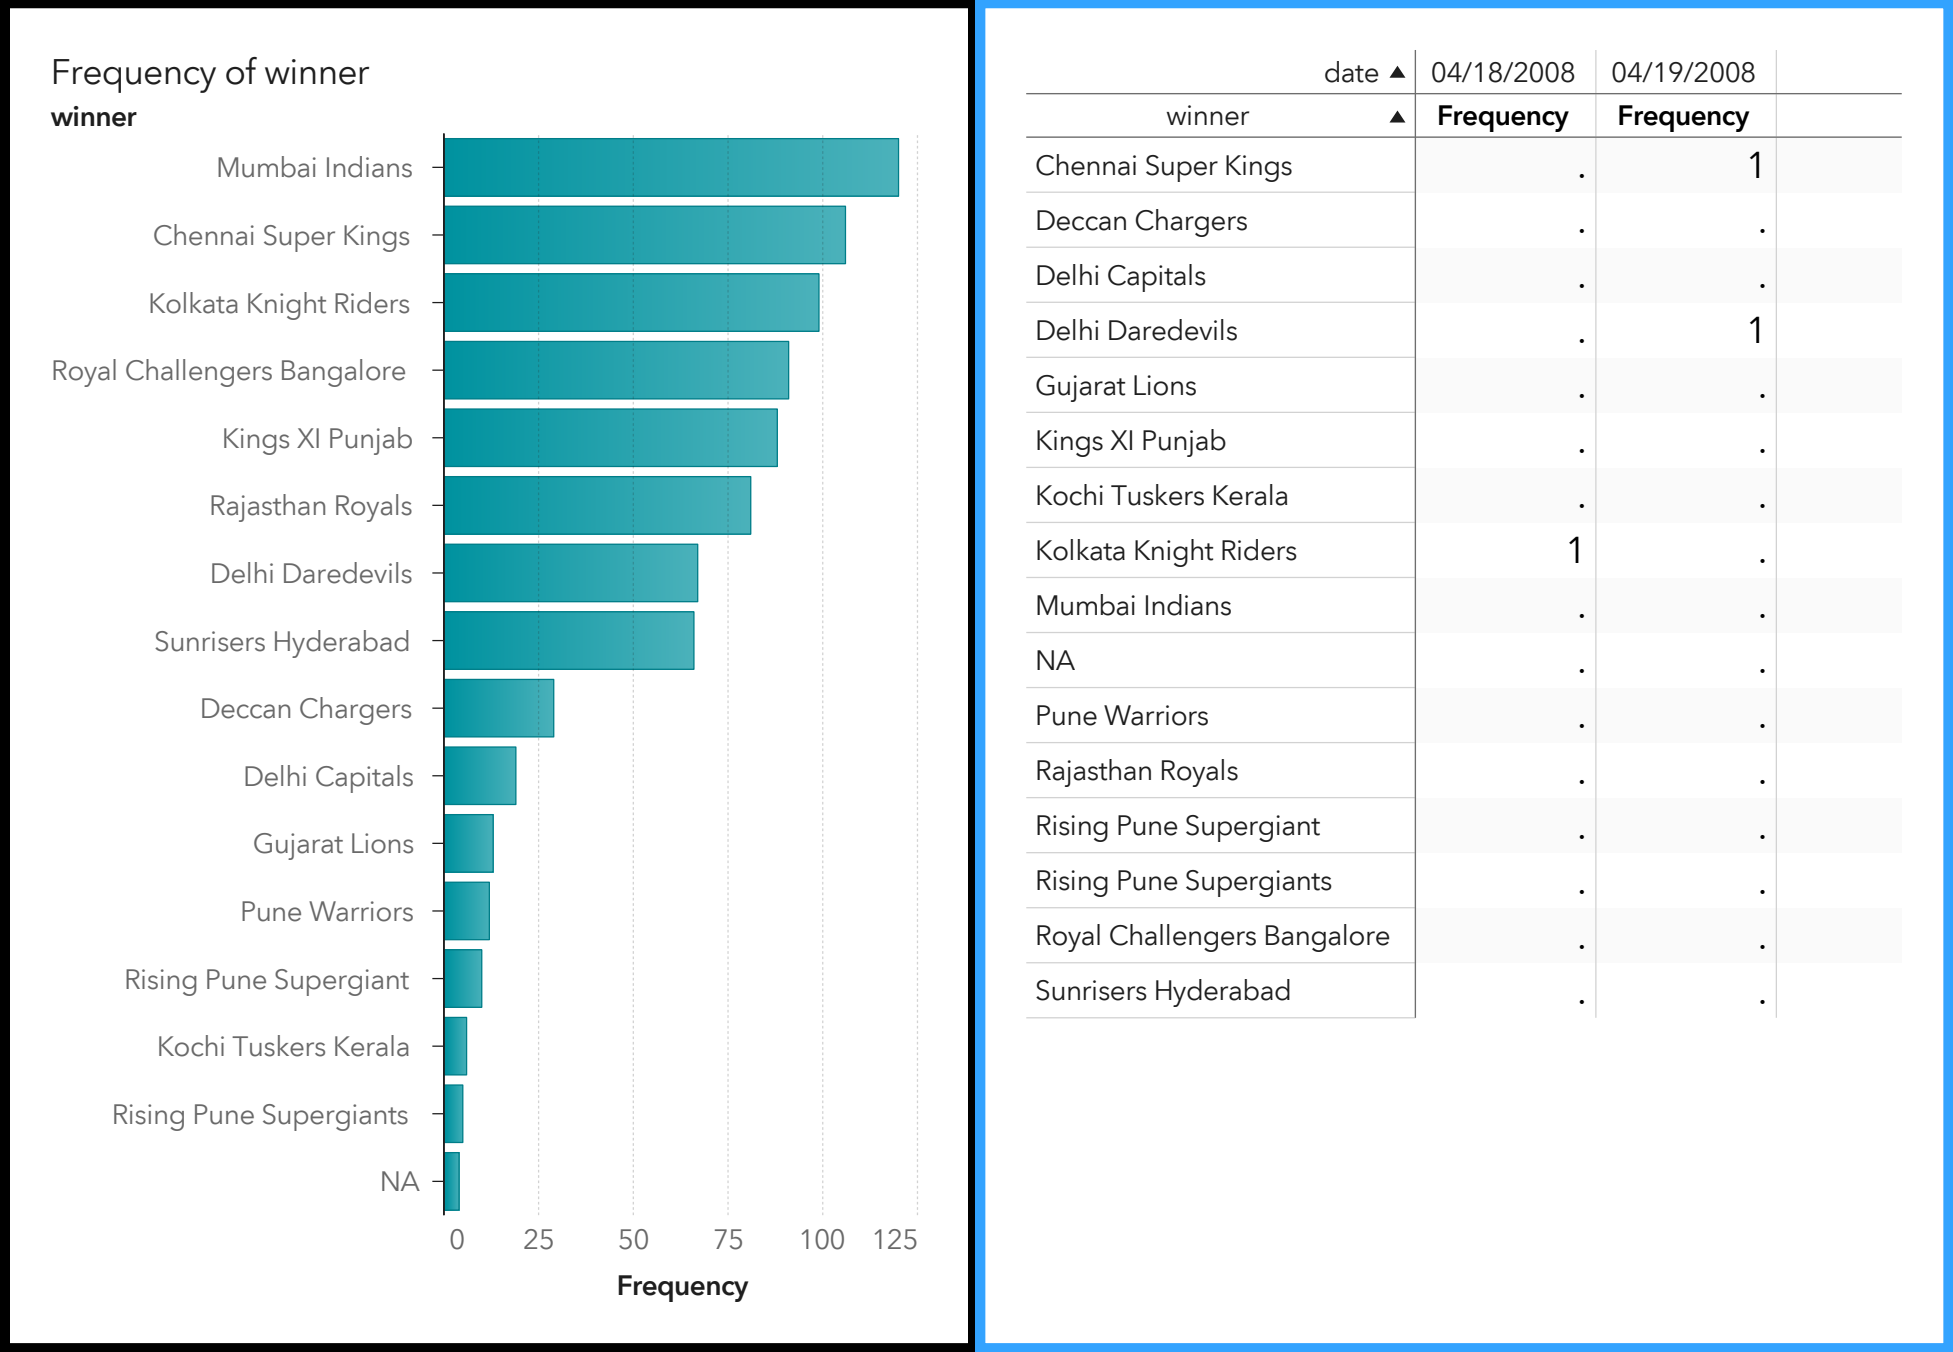 Frequency of winner
winner
Mumbai Indians
Chennai Super Kings
Kolkata Knight Riders
Royal Challengers Bangalore
Kings XI Punjab
Rajasthan Royals
Delhi Daredevils
Sunrisers Hyderabad
Deccan Chargers
Delhi Capitals
Gujarat Lions
Pune Warriors
Rising Pune Supergiant
Kochi Tuskers Kerala
Rising Pune Supergiants
NA
0 25 50 75 100 125
Frequency
date ▲ 04/18/2008 04/19/2008
winner ▲ Frequency Frequency
Chennai Super Kings . 1
Deccan Chargers . .
Delhi Capitals . .
Delhi Daredevils . 1
Gujarat Lions . .
Kings XI Punjab . .
Kochi Tuskers Kerala . .
Kolkata Knight Riders 1 .
Mumbai Indians . .
NA . .
Pune Warriors . .
Rajasthan Royals . .
Rising Pune Supergiant . .
Rising Pune Supergiants . .
Royal Challengers Bangalore . .
Sunrisers Hyderabad . .